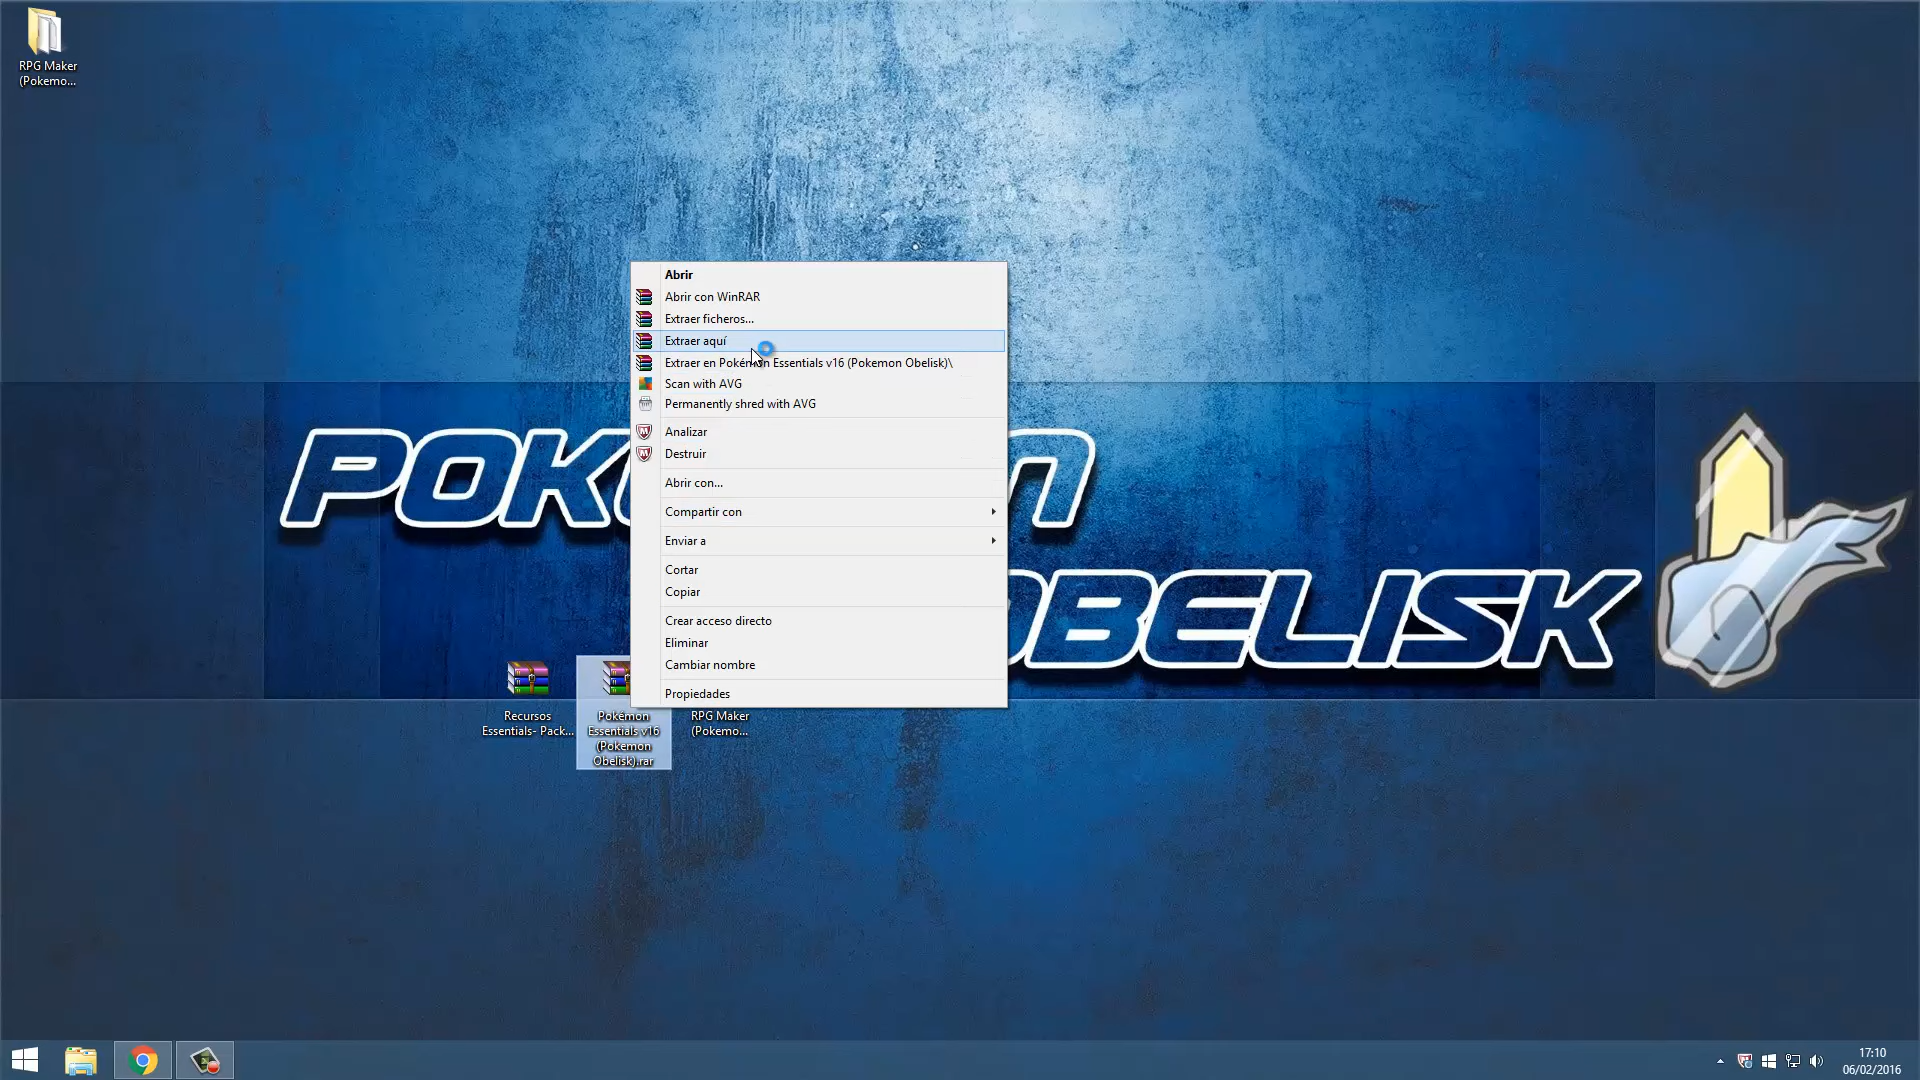 RPG Maker
(Pokemo...
Abrir
Abrir con WinRAR
Extraer ficheros...
Extraer aquí
Extraer en Pokémon Essentials v16 (Pokemon Obelisk)\
Scan with AVG
Permanently shred with AVG
Analizar
Destruir
Abrir con...
Compartir con
Enviar a
Cortar
Copiar
Crear acceso directo
Eliminar
Cambiar nombre
Propiedades
Recursos
Essentials- Pack...
Pokémon
Essentials v16
(Pokemon
Obelisk).rar
RPG Maker
(Pokemo...
17:10
06/02/2016